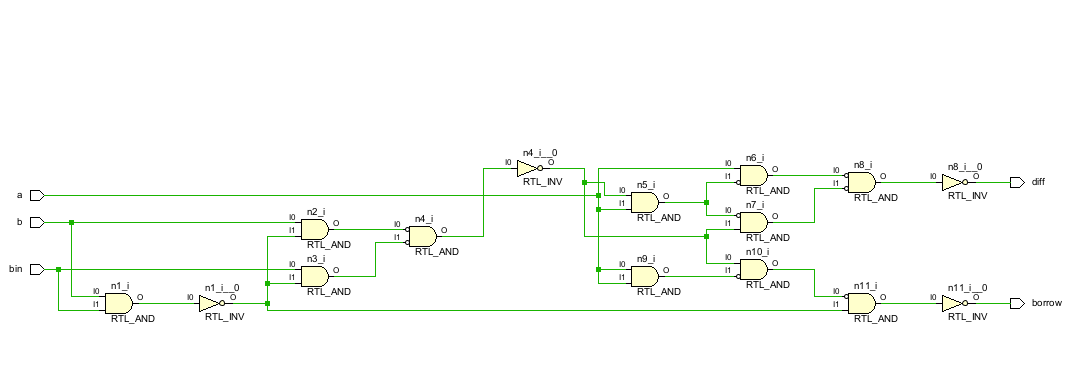 n4_i__0
I0 O
RTL_INV
n6_i
I0 O
I1
RTL_AND
n8_i
I0 O
I1
RTL_AND
n8_i__0
I0 O
RTL_INV
diff
a
n5_i
I0 O
I1
RTL_AND
b
n2_i
I0 O
I1
RTL_AND
n4_i
I0 O
I1
RTL_AND
n7_i
I0 O
I1
RTL_AND
bin
n3_i
I0 O
I1
RTL_AND
n9_i
I0 O
I1
RTL_AND
n10_i
I0 O
I1
RTL_AND
n1_i
I0 O
I1
RTL_AND
n1_i__0
I0 O
RTL_INV
n11_i
I0 O
I1
RTL_AND
n11_i__0
I0 O
RTL_INV
borrow